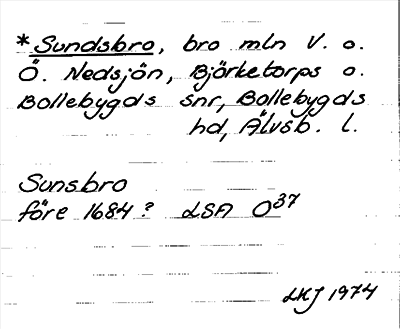 *Sundsbro, bro mln V. o.
Ö. Nedsjön, Björketorps o.
Bollebygds snr, Bollebygds
hd, Älvsb. l.
Sunsbro
före 1684? LSA O³⁷
LKJ 1974